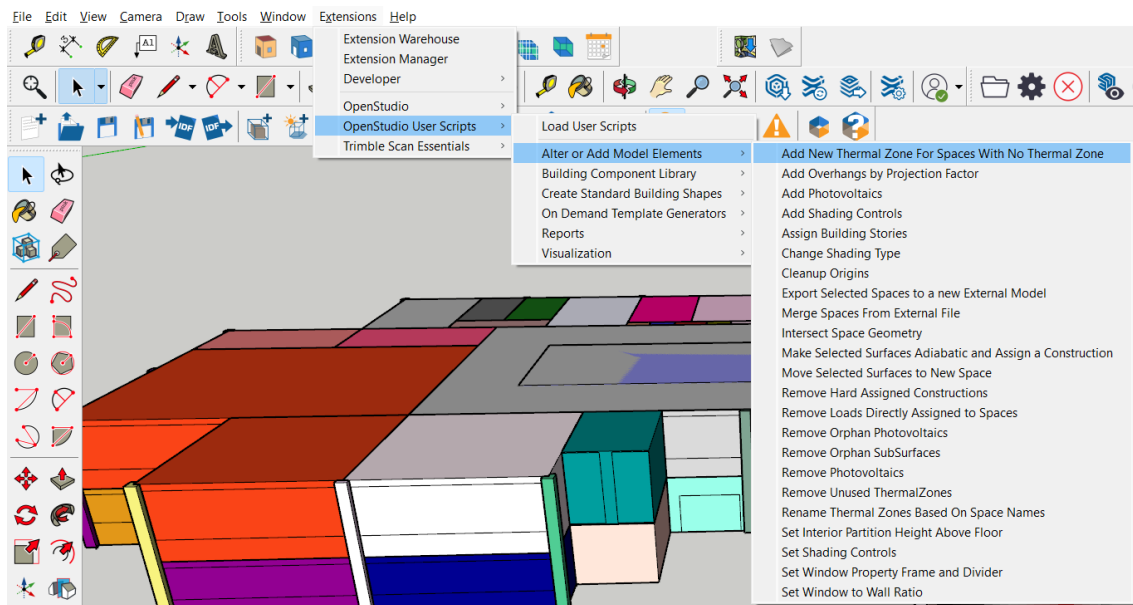 File Edit View Camera Draw Tools Window Extensions Help
A1
Extension Warehouse
Extension Manager
Developer
OpenStudio
OpenStudio User Scripts
Trimble Scan Essentials
IDF
IDF
Load User Scripts
Alter or Add Model Elements
Building Component Library
Create Standard Building Shapes
On Demand Template Generators
Reports
Visualization
Add New Thermal Zone For Spaces With No Thermal Zone
Add Overhangs by Projection Factor
Add Photovoltaics
Add Shading Controls
Assign Building Stories
Change Shading Type
Cleanup Origins
Export Selected Spaces to a new External Model
Merge Spaces From External File
Intersect Space Geometry
Make Selected Surfaces Adiabatic and Assign a Construction
Move Selected Surfaces to New Space
Remove Hard Assigned Constructions
Remove Loads Directly Assigned to Spaces
Remove Orphan Photovoltaics
Remove Orphan SubSurfaces
Remove Photovoltaics
Remove Unused ThermalZones
Rename Thermal Zones Based On Space Names
Set Interior Partition Height Above Floor
Set Shading Controls
Set Window Property Frame and Divider
Set Window to Wall Ratio